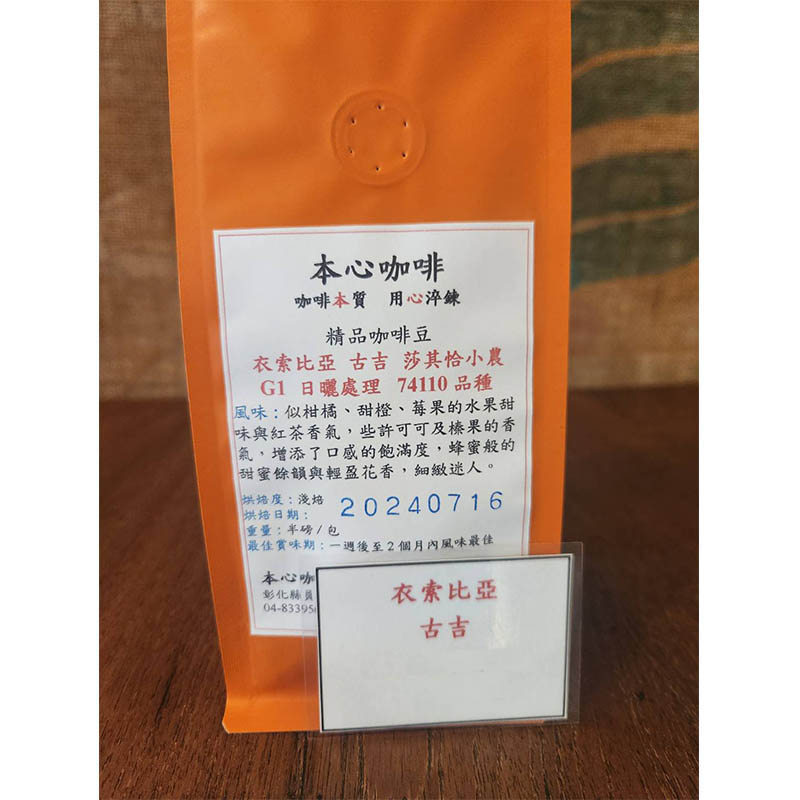 本心咖啡
咖啡本質 用心淬鍊
精品咖啡豆
衣索比亞 古吉 莎其恰小農
G1 日曬處理 74110品種
風味：似柑橘、甜橙、莓果的水果甜
味與紅茶香氣，些許可可及榛果的香
氣，增添了口感的飽滿度，蜂蜜般的
甜蜜餘韻與輕盈花香，細緻迷人。
烘焙度：淺焙
烘焙日期： 20240716
重量：半磅/包
最佳賞味期：一週後至2個月內風味最佳
本心咖
彰化縣員
04-83395
衣索比亞
古吉